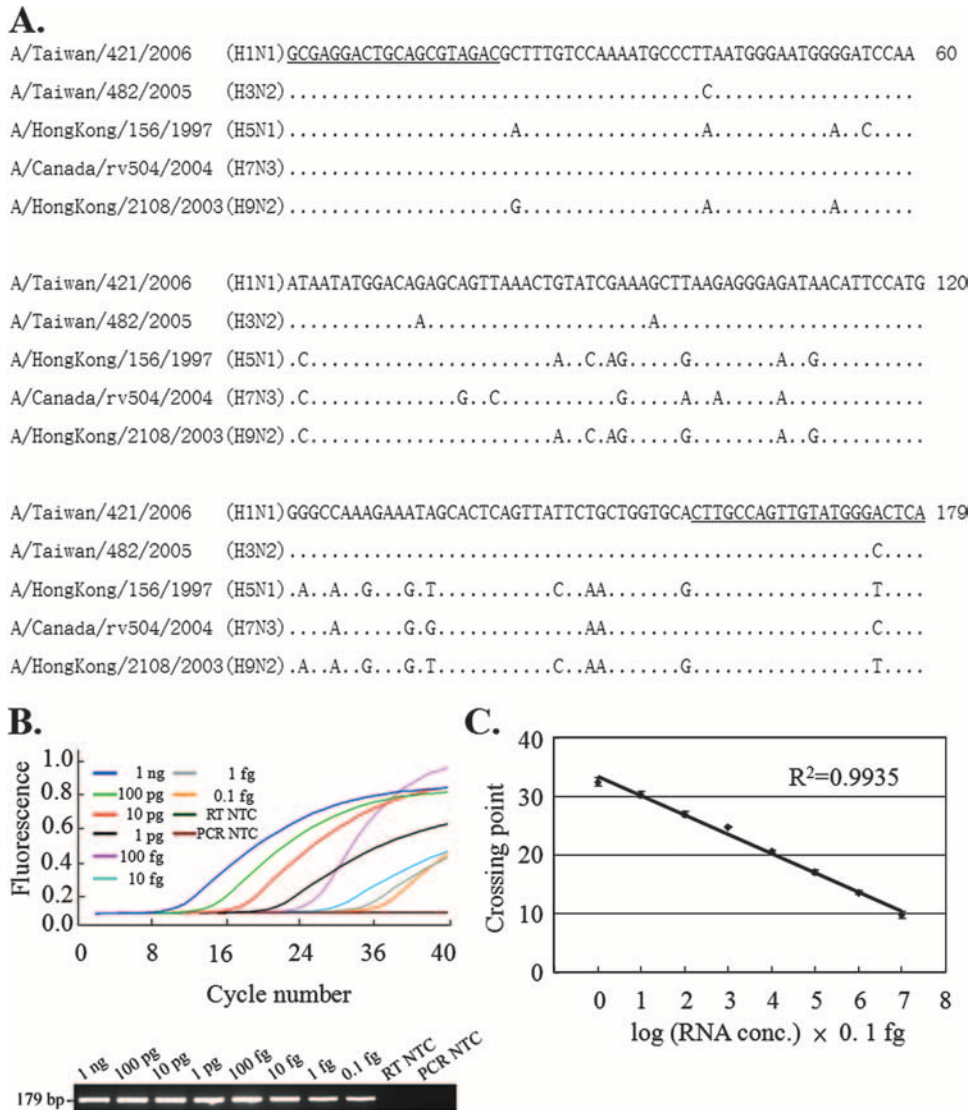 A.
A/Taiwan/421/2006 (H1N1) GCGAGGACTGCAGCGTAGACGCTTTGTCCAAAATGCCCTTAATGGGAATGGGGATCCAA 60
A/Taiwan/482/2005 (H3N2) .......................................C...................
A/HongKong/156/1997 (H5N1) .....................A.................A...........A..C....
A/Canada/rv504/2004 (H7N3) ...........................................................
A/HongKong/2108/2003 (H9N2) .....................G.................A...........A.......
A/Taiwan/421/2006 (H1N1) ATAATATGGACAGAGCAGTTAAACTGTATCGAAAGCTTAAGAGGGAGATAACATTCCATG 120
A/Taiwan/482/2005 (H3N2) ............A.....................A.........................
A/HongKong/156/1997 (H5N1) .C.......................A..C.AG.....G........A..G..........
A/Canada/rv504/2004 (H7N3) .C..............G..C...........G.....A..A.....A.............
A/HongKong/2108/2003 (H9N2) .C.......................A..C.AG.....G........A..G..........
A/Taiwan/421/2006 (H1N1) GGGCCAAAGAAATAGCACTCAGTTATTCTGCTGGTGCACTTGCCAGTTGTATGGGACTCA 179
A/Taiwan/482/2005 (H3N2) .......................................................C....
A/HongKong/156/1997 (H5N1) .A..A..G...G.T...........C..AA.......G.................T....
A/Canada/rv504/2004 (H7N3) ....A......G.G..............AA.........................C....
A/HongKong/2108/2003 (H9N2) .A..A..G...G.T...........C..AA.......G.................T....
B.
Fluorescence
1.0
0.8
0.4
0.2
0.0
1 ng
100 pg
10 pg
1 pg
100 fg
10 fg
1 fg
0.1 fg
RT NTC
PCR NTC
0 8 16 24 36 40
Cycle number
1 ng 100 pg 10 pg 1 pg 100 fg 10 fg 1 fg 0.1 fg RT NTC PCR NTC
179 bp
C.
Crossing point
40
30
20
10
0
R²=0.9935
0 1 2 3 4 5 6 7 8
log (RNA conc.) × 0.1 fg